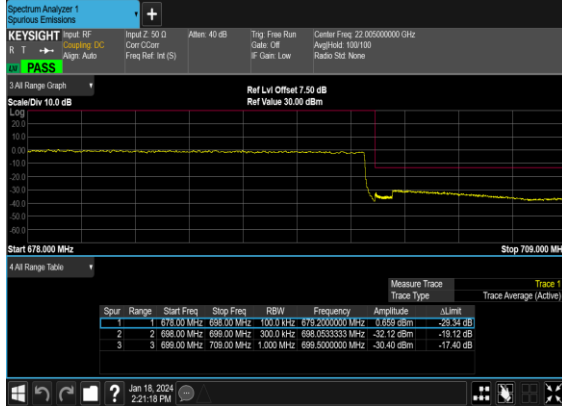 Spectrum Analyzer 1
Spurious Emissions
KEYSIGHT Input: RF Input Z: 50 Ω Atten: 40 dB Trig: Free Run Center Freq: 22.005000000 GHz
R T Coupling: DC Corr CCorr Gate: Off Avg|Hold: 100/100
Align: Auto Freq Ref: Int (S) IF Gain: Low Radio Std: None
PASS
3 All Range Graph
Ref Lvl Offset 7.50 dB
Scale/Div 10.0 dB Ref Value 30.00 dBm
Log
20.0
10.0
0.00
-10.0
-20.0
-30.0
-40.0
-50.0
-60.0
Start 678.000 MHz Stop 709.000 MH
4 All Range Table
Measure Trace Trace 1
Trace Type Trace Average (Active)
Spur Range Start Freq Stop Freq RBW Frequency Amplitude ΔLimit
1 1 678.00 MHz 698.00 MHz 100.0 kHz 679.2000000 MHz 0.659 dBm -29.34 dB
2 2 698.00 MHz 699.00 MHz 300.0 kHz 698.0533333 MHz -32.12 dBm -19.12 dB
3 3 699.00 MHz 709.00 MHz 1.000 MHz 699.5000000 MHz -30.40 dBm -17.40 dB
? Jan 18, 2024
2:21:18 PM